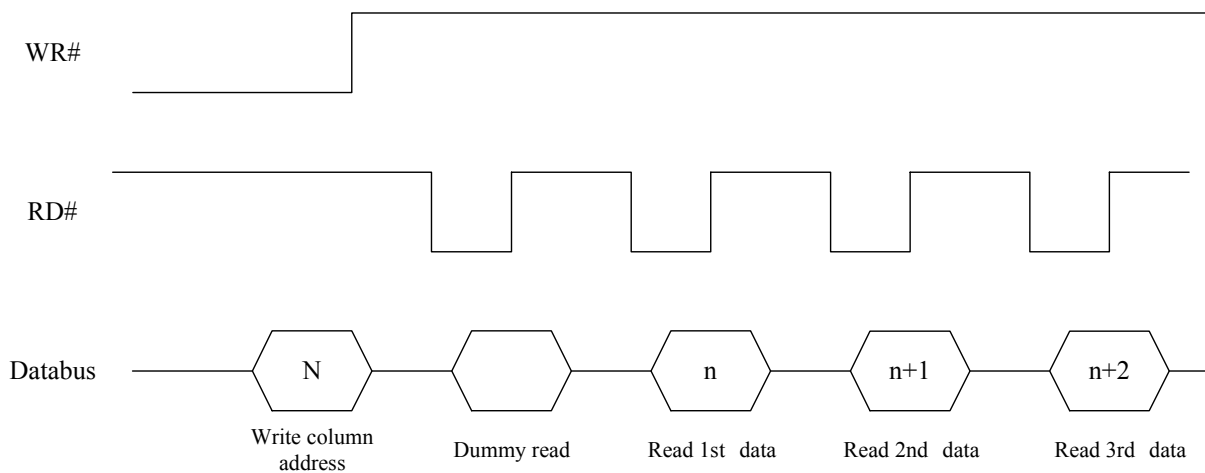 WR#
RD#
Databus
N
n
n+1
n+2
Write column
address
Dummy read
Read 1st data
Read 2nd data
Read 3rd data